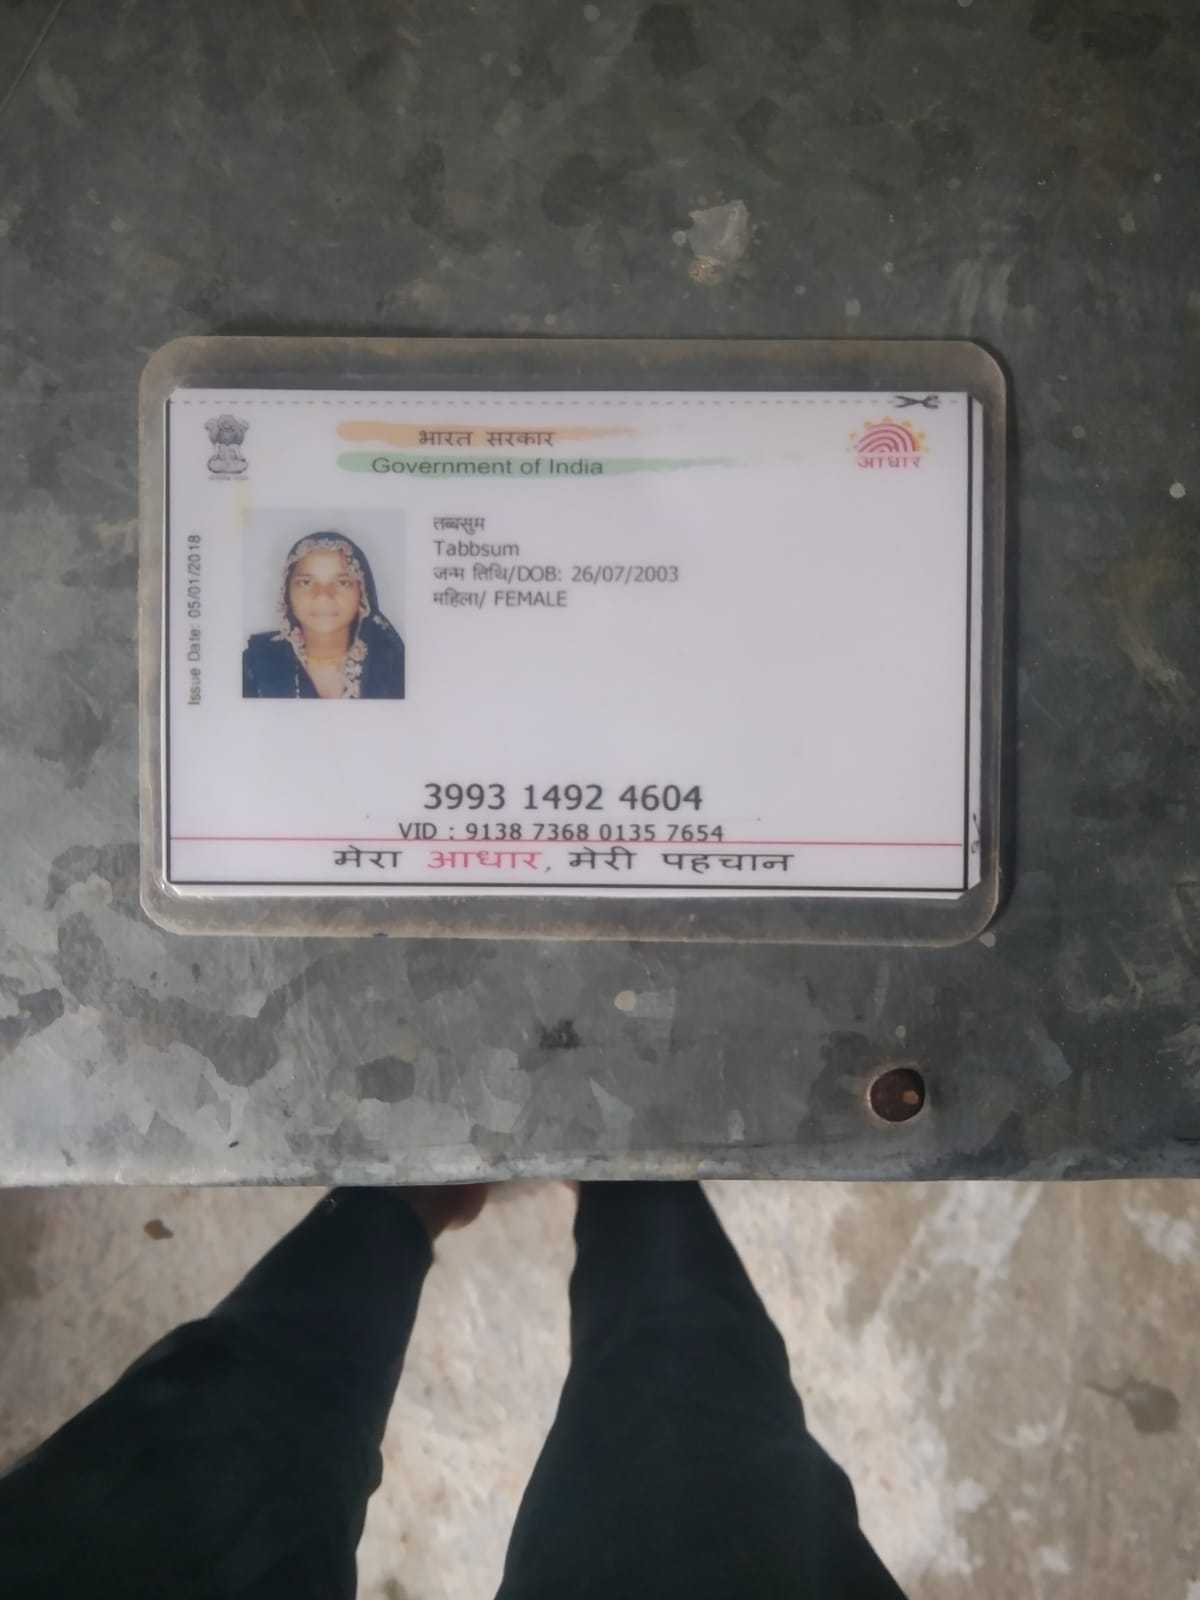 भारत सरकार
Government of India
आधार
Issue Date: 05/01/2018
तब्बसुम
Tabbsum
जन्म तिथि/DOB: 26/07/2003
महिला/ FEMALE
3993 1492 4604
VID : 9138 7368 0135 7654
मेरा आधार, मेरी पहचान